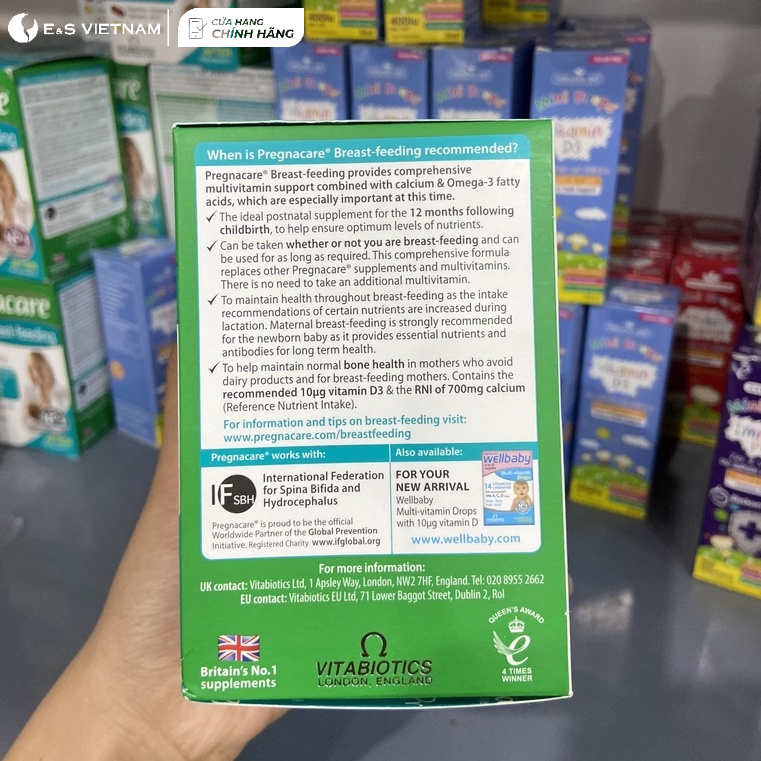 E&S VIETNAM
CỬA HÀNG
CHÍNH HÃNG
When is Pregnacare® Breast-feeding recommended?
Pregnacare® Breast-feeding provides comprehensive
multivitamin support combined with calcium & Omega-3 fatty
acids, which are especially important at this time.
✓ The ideal postnatal supplement for the 12 months following
childbirth, to help ensure optimum levels of nutrients.
✓ Can be taken whether or not you are breast-feeding and can
be used for as long as required. This comprehensive formula
replaces other Pregnacare® supplements and multivitamins.
There is no need to take an additional multivitamin.
✓ To maintain health throughout breast-feeding as the intake
recommendations of certain nutrients are increased during
lactation. Maternal breast-feeding is strongly recommended
for the newborn baby as it provides essential nutrients and
antibodies for long term health.
✓ To help maintain normal bone health in mothers who avoid
dairy products and for breast-feeding mothers. Contains the
recommended 10µg vitamin D3 & the RNI of 700mg calcium
(Reference Nutrient Intake).
For information and tips on breast-feeding visit:
www.pregnacare.com/breastfeeding
Pregnacare® works with:
IFSBH
International Federation
for Spina Bifida and
Hydrocephalus
Pregnacare® is proud to be the official
Worldwide Partner of the Global Prevention
Initiative. Registered Charity www.ifglobal.org
Also available:
FOR YOUR
NEW ARRIVAL
Wellbaby
Multi-vitamin Drops
with 10µg vitamin D
wellbaby
Multi-vitamin
Drops
14
www.wellbaby.com
For more information:
UK contact: Vitabiotics Ltd, 1 Apsley Way, London, NW2 7HF, England. Tel: 020 8955 2662
EU contact: Vitabiotics EU Ltd, 71 Lower Baggot Street, Dublin 2, RoI
Britain's No.1
supplements
VITABIOTICS
LONDON, ENGLAND
QUEEN'S AWARD
4 TIMES
WINNER
Mini Drops
Vitamin
D3
Mini Drops
Vitamin
D3